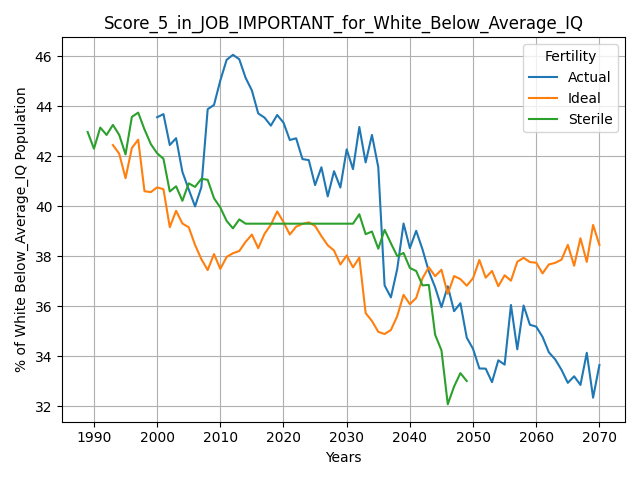 Score_5_in_JOB_IMPORTANT_for_White_Below_Average_IQ
% of White Below_Average_IQ Population
46
44
42
40
38
36
34
32
Fertility
Actual
Ideal
Sterile
1990 2000 2010 2020 2030 2040 2050 2060 2070
Years